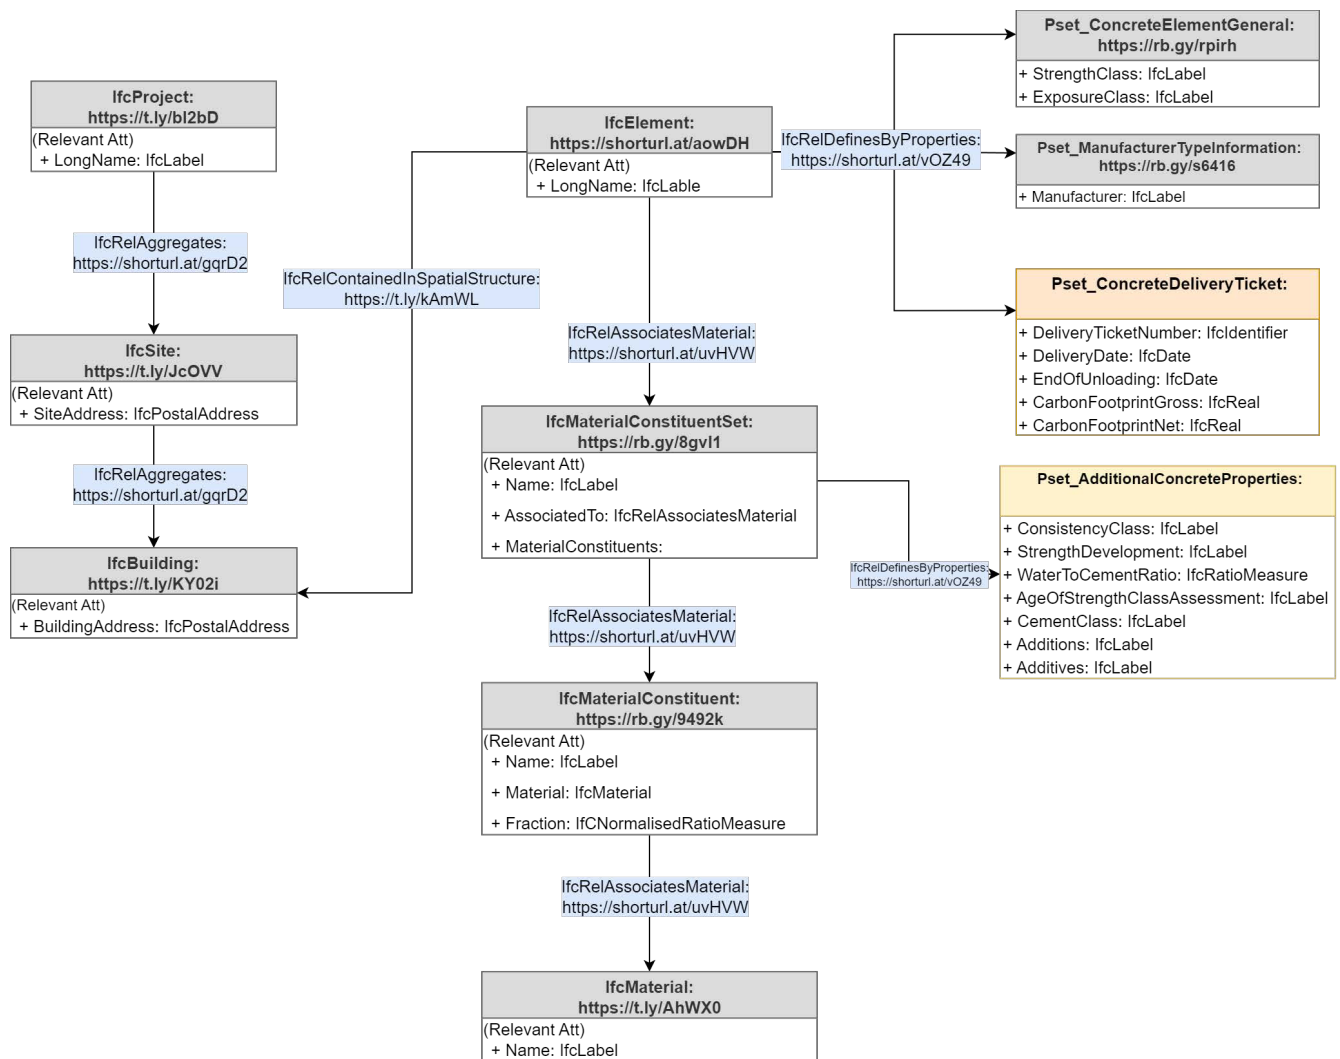 IfcProject:
https://t.ly/bI2bD
(Relevant Att)
+ LongName: IfcLabel
IfcRelAggregates:
https://shorturl.at/gqrD2
IfcSite:
https://t.ly/JcOVV
(Relevant Att)
+ SiteAddress: IfcPostalAddress
IfcRelAggregates:
https://shorturl.at/gqrD2
IfcBuilding:
https://t.ly/KY02i
(Relevant Att)
+ BuildingAddress: IfcPostalAddress
IfcRelContainedInSpatialStructure:
https://t.ly/kAmWL
IfcElement:
https://shorturl.at/aowDH
(Relevant Att)
+ LongName: IfcLable
IfcRelAssociatesMaterial:
https://shorturl.at/uvHVW
IfcMaterialConstituentSet:
https://rb.gy/8gvl1
(Relevant Att)
+ Name: IfcLabel
+ AssociatedTo: IfcRelAssociatesMaterial
+ MaterialConstituents:
IfcRelAssociatesMaterial:
https://shorturl.at/uvHVW
IfcMaterialConstituent:
https://rb.gy/9492k
(Relevant Att)
+ Name: IfcLabel
+ Material: IfcMaterial
+ Fraction: IfCNormalisedRatioMeasure
IfcRelAssociatesMaterial:
https://shorturl.at/uvHVW
IfcMaterial:
https://t.ly/AhWX0
(Relevant Att)
+ Name: IfcLabel
IfcRelDefinesByProperties:
https://shorturl.at/vOZ49
Pset_ConcreteElementGeneral:
https://rb.gy/rpirh
+ StrengthClass: IfcLabel
+ ExposureClass: IfcLabel
Pset_ManufacturerTypeInformation:
https://rb.gy/s6416
+ Manufacturer: IfcLabel
Pset_ConcreteDeliveryTicket:
+ DeliveryTicketNumber: IfcIdentifier
+ DeliveryDate: IfcDate
+ EndOfUnloading: IfcDate
+ CarbonFootprintGross: IfcReal
+ CarbonFootprintNet: IfcReal
IfcRelDefinesByProperties:
https://shorturl.at/vOZ49
Pset_AdditionalConcreteProperties:
+ ConsistencyClass: IfcLabel
+ StrengthDevelopment: IfcLabel
+ WaterToCementRatio: IfcRatioMeasure
+ AgeOfStrengthClassAssessment: IfcLabel
+ CementClass: IfcLabel
+ Additions: IfcLabel
+ Additives: IfcLabel